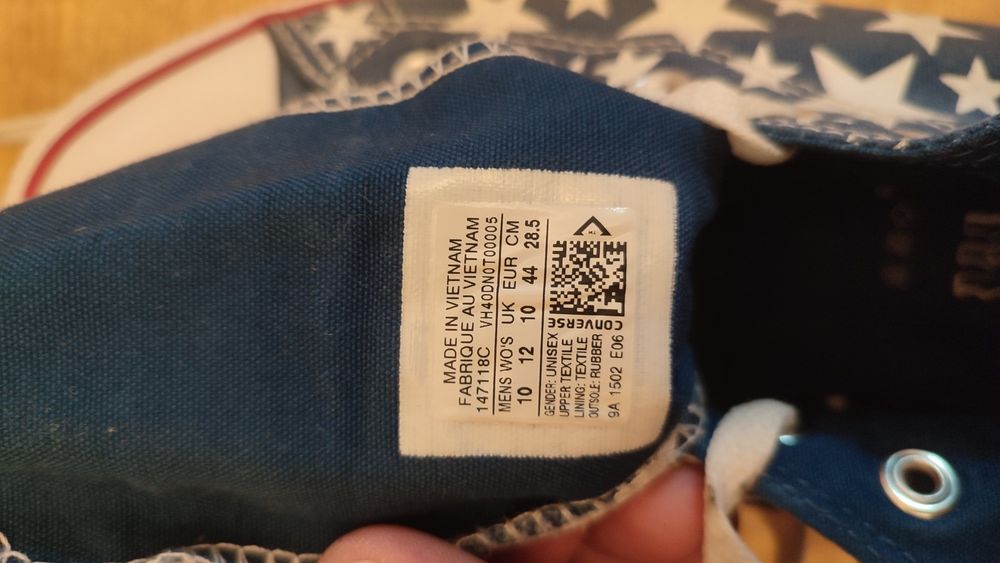 MADE IN VIETNAM
FABRIQUE AU VIETNAM
147118C VH40DN0T00005
MENS WO'S UK EUR CM
10 12 10 44 28.5
GENDER: UNISEX
UPPER TEXTILE
LINING: TEXTILE
OUTSOLE: RUBBER
9A 1502 E06
CONVERSE